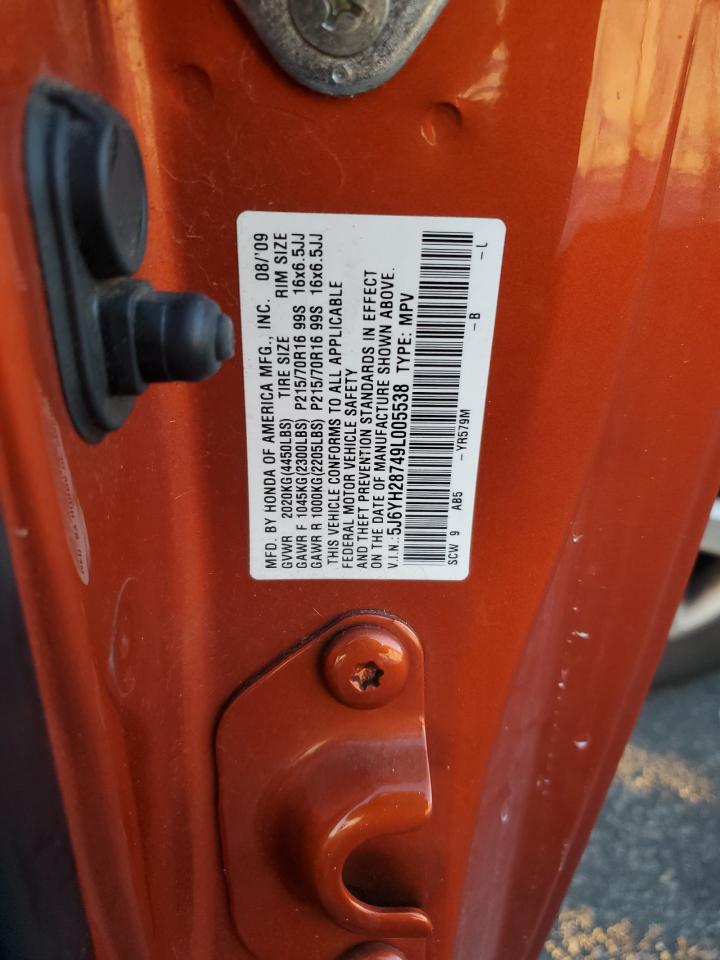 MFD. BY HONDA OF AMERICA MFG., INC. 08/'09
GVWR 2020KG(4450LBS) TIRE SIZE RIM SIZE
GAWR F 1045KG(2300LBS) P215/70R16 99S 16x6.5JJ
GAWR R 1000KG(2205LBS) P215/70R16 99S 16x6.5JJ
THIS VEHICLE CONFORMS TO ALL APPLICABLE
FEDERAL MOTOR VEHICLE SAFETY
AND THEFT PREVENTION STANDARDS IN EFFECT
ON THE DATE OF MANUFACTURE SHOWN ABOVE.
V.I.N.:5J6YH28749L005538 TYPE: MPV
SCW 9 AB5 -YR579M -B -L